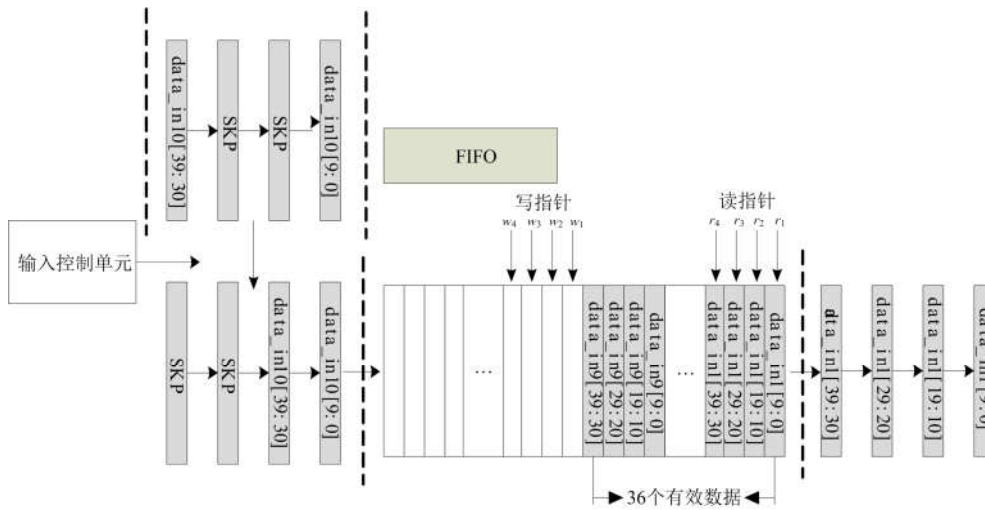 data_in10[39:30]
SKP
SKP
data_in10[9:0]
FIFO
写指针
读指针
w4
w3
w2
w1
r4
r3
r2
r1
输入控制单元
SKP
SKP
data_in10[39:30]
data_in10[9:0]
...
data_in9[39:30]
data_in9[29:20]
data_in9[19:10]
data_in9[9:0]
...
data_in1[39:30]
data_in1[29:20]
data_in1[19:10]
data_in1[9:0]
data_in1[39:30]
data_in1[29:20]
data_in1[19:10]
data_in1[9:0]
36个有效数据